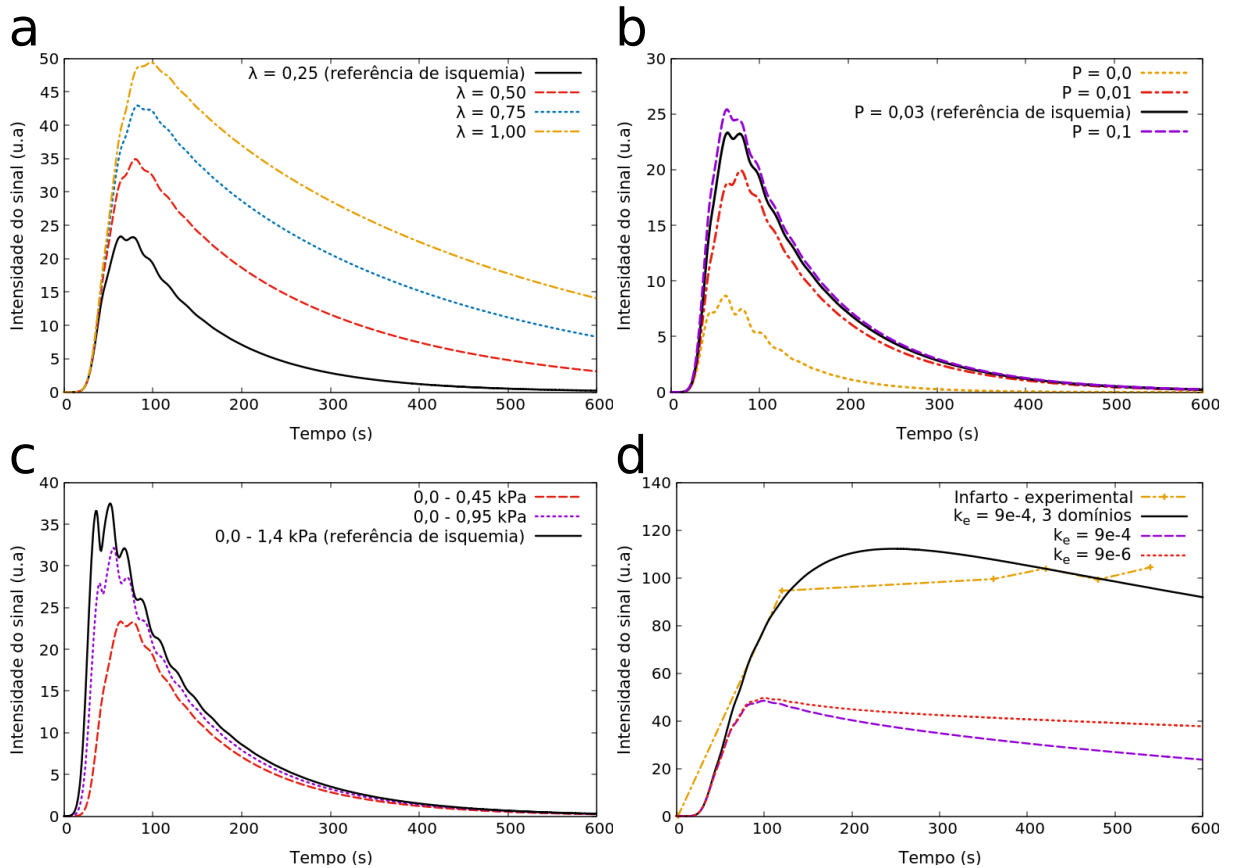 a
50
45
40
35
30
25
20
15
10
5
0
Intensidade do sinal (u.a)
λ = 0,25 (referência de isquemia)
λ = 0,50
λ = 0,75
λ = 1,00
0 100 200 300 400 500 600
Tempo (s)
b
30
25
20
15
10
5
0
Intensidade do sinal (u.a)
P = 0,0
P = 0,01
P = 0,03 (referência de isquemia)
P = 0,1
0 100 200 300 400 500 600
Tempo (s)
c
40
35
30
25
20
15
10
5
0
Intensidade do sinal (u.a)
0,0 - 0,45 kPa
0,0 - 0,95 kPa
0,0 - 1,4 kPa (referência de isquemia)
0 100 200 300 400 500 600
Tempo (s)
d
140
120
100
80
60
40
20
0
Intensidade do sinal (u.a)
Infarto - experimental
ke = 9e-4, 3 domínios
ke = 9e-4
ke = 9e-6
0 100 200 300 400 500 600
Tempo (s)